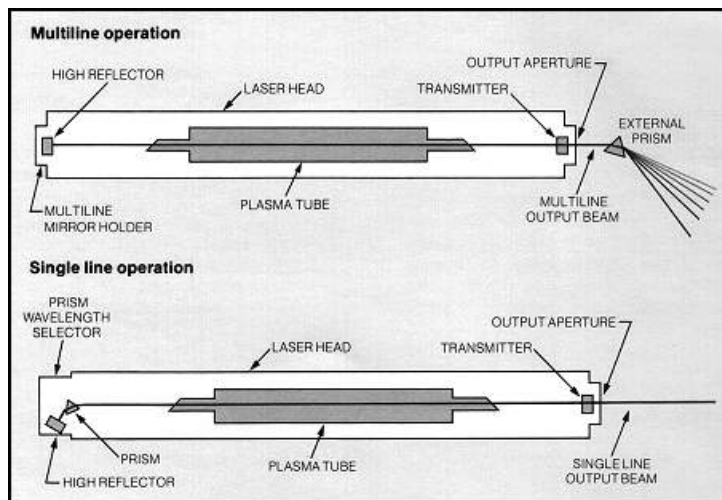 Multiline operation
HIGH REFLECTOR
LASER HEAD
OUTPUT APERTURE
TRANSMITTER
EXTERNAL
PRISM
MULTILINE
MIRROR HOLDER
PLASMA TUBE
MULTILINE
OUTPUT BEAM
Single line operation
PRISM
WAVELENGTH
SELECTOR
LASER HEAD
OUTPUT APERTURE
TRANSMITTER
PRISM
HIGH REFLECTOR
PLASMA TUBE
SINGLE LINE
OUTPUT BEAM